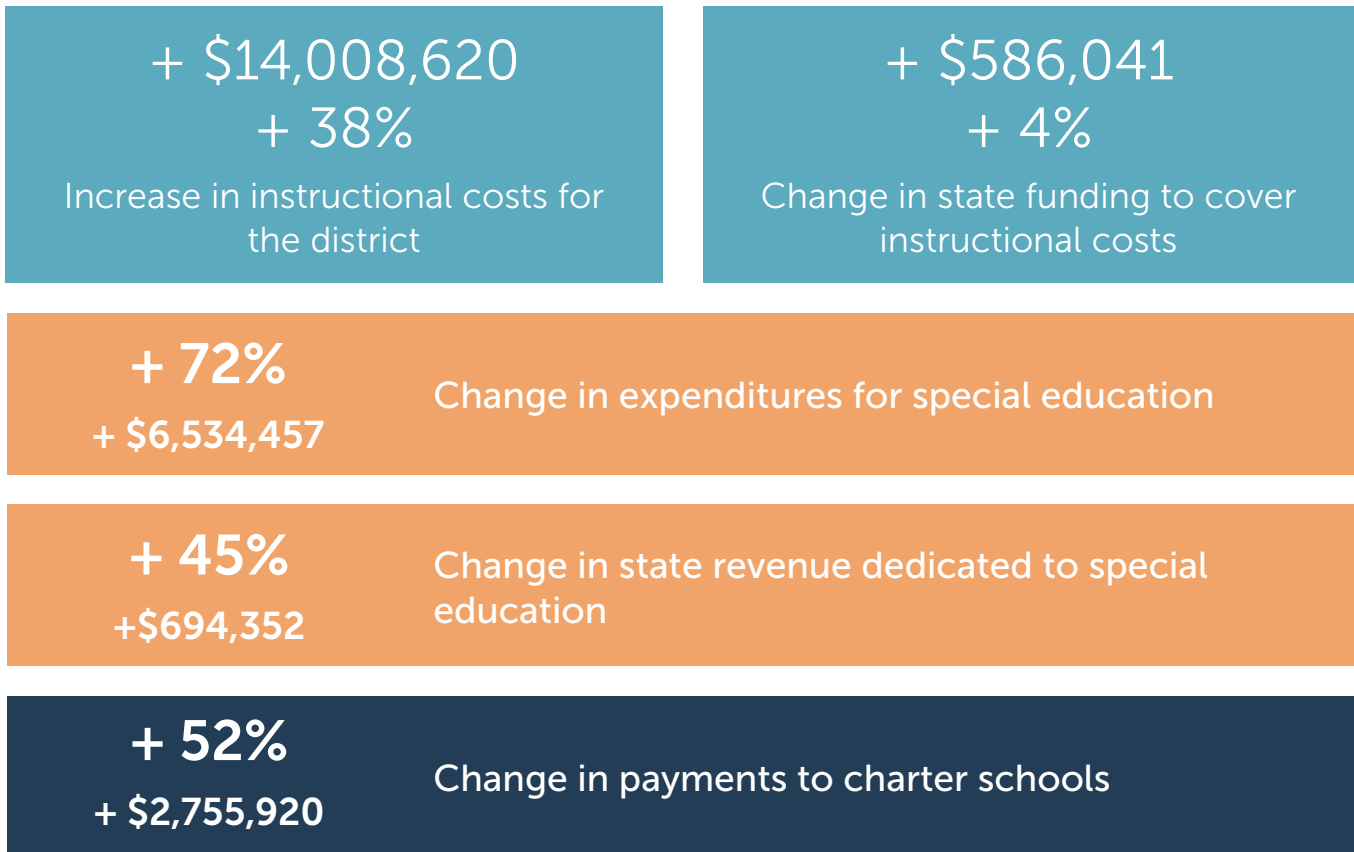 + $14,008,620
+ 38%
Increase in instructional costs for
the district
+ $586,041
+ 4%
Change in state funding to cover
instructional costs
+ 72%
+ $6,534,457
Change in expenditures for special education
+ 45%
+$694,352
Change in state revenue dedicated to special
education
+ 52%
+ $2,755,920
Change in payments to charter schools